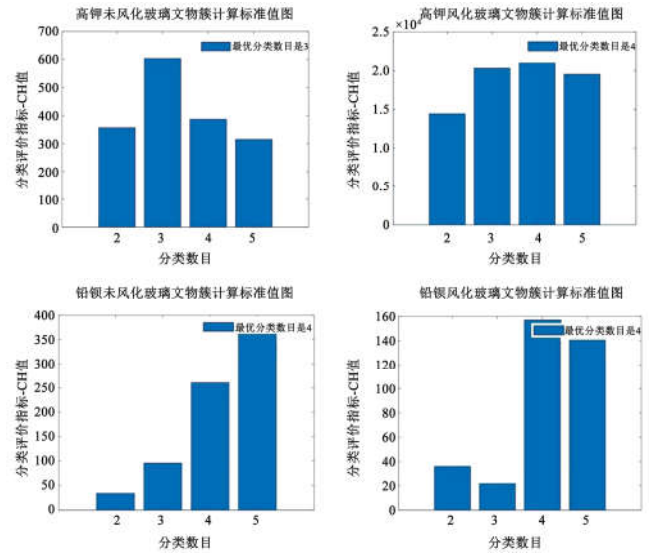 高钾未风化玻璃文物簇计算标准值图
700
600
500
400
300
200
100
0
最优分类数目是3
分类评价指标-CH值
2 3 4 5
分类数目
高钾风化玻璃文物簇计算标准值图
×10⁴
2.5
2.0
1.5
1.0
0.5
0
最优分类数目是4
分类评价指标-CH值
2 3 4 5
分类数目
铅钡未风化玻璃文物簇计算标准值图
400
350
300
250
200
150
100
50
0
最优分类数目是4
分类评价指标-CH值
2 3 4 5
分类数目
铅钡风化玻璃文物簇计算标准值图
160
140
120
100
80
60
40
20
0
最优分类数目是4
分类评价指标-CH值
2 3 4 5
分类数目